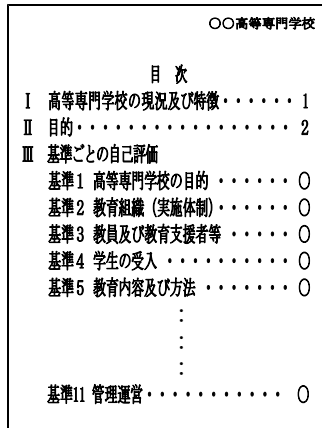 ○○高等専門学校
目 次
Ⅰ 高等専門学校の現況及び特徴・・・・・・ 1
Ⅱ 目的・・・・・・・・・・・・・・・・・ 2
Ⅲ 基準ごとの自己評価
基準1 高等専門学校の目的 ・・・・・・ ○
基準2 教育組織（実施体制）・・・・・・ ○
基準3 教員及び教育支援者等 ・・・・・ ○
基準4 学生の受入 ・・・・・・・・・・ ○
基準5 教育内容及び方法 ・・・・・・・ ○
：
：
：
基準11 管理運営・・・・・・・・・・・ ○